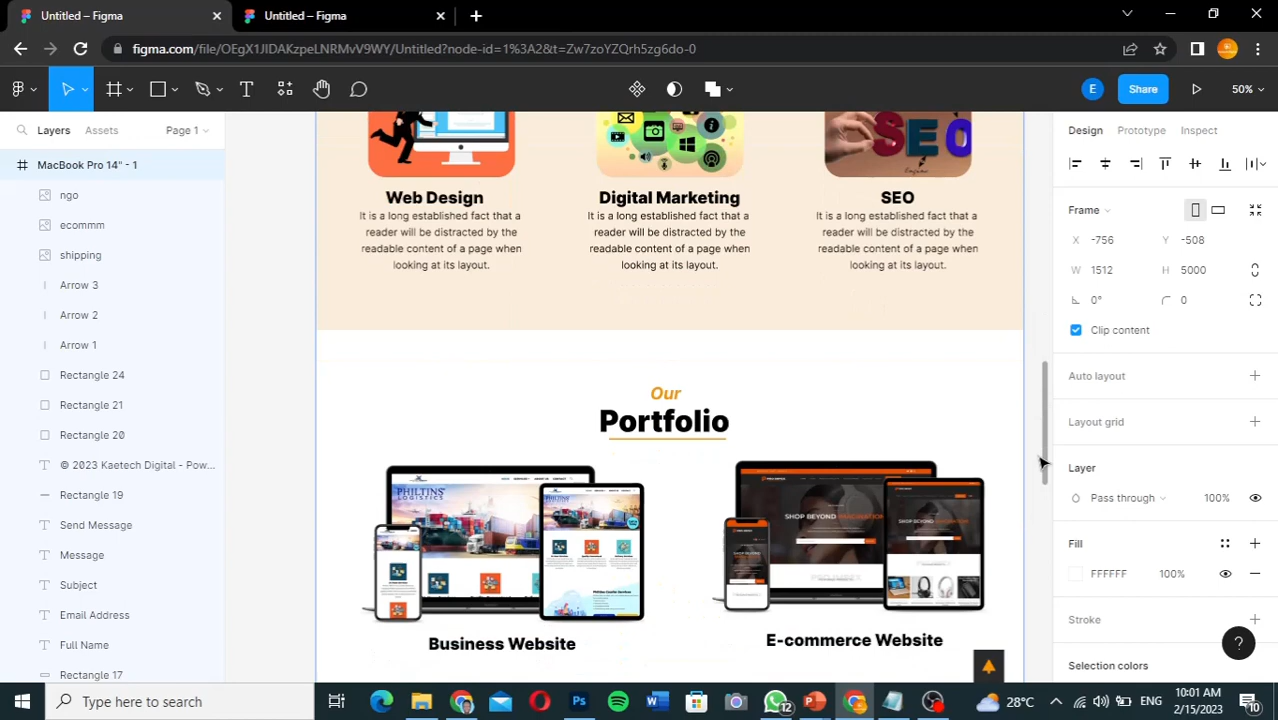 Untitled – Figma
Untitled – Figma
figma.com/file/OEgX1JIDAKzpeLNRMvV9WY/Untitled?node-id=1%3A2&t=Zw7zoYZQrh5zg6do-0
E
Share
50%
Layers
Assets
Page 1
MacBook Pro 14" - 1
ngo
ecommm
shipping
Arrow 3
Arrow 2
Arrow 1
Rectangle 24
Rectangle 21
Rectangle 20
© 2023 Kaetech Digital - Pow...
Rectangle 19
Send Message
Message
Subject
Email Address
Full Name
Rectangle 17
SEO
Web Design
It is a long established fact that a
reader will be distracted by the
readable content of a page when
looking at its layout.
Digital Marketing
It is a long established fact that a
reader will be distracted by the
readable content of a page when
looking at its layout.
SEO
It is a long established fact that a
reader will be distracted by the
readable content of a page when
looking at its layout.
Our
Portfolio
PHILTINS
LOGISTICS
SHOP BEYOND
Business Website
E-commerce Website
Design
Prototype
Inspect
Frame
X -756
Y -508
W 1512
H 5000
0°
0
Clip content
Auto layout
Layout grid
Layer
Pass through
100%
Fill
FFFFFF
100%
Stroke
?
Selection colors
Type here to search
12
28°C
ENG
10:01 AM
2/15/2023
10